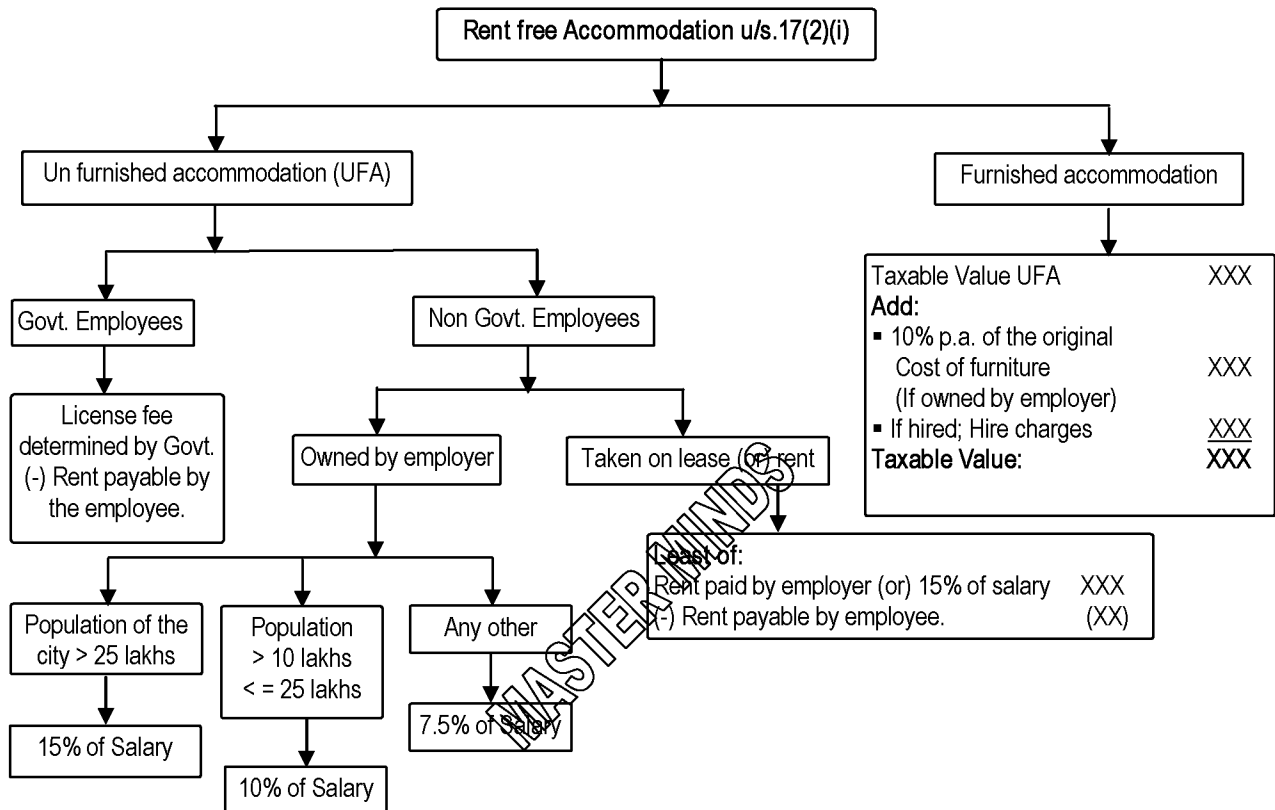 Rent free Accommodation u/s.17(2)(i)
Un furnished accommodation (UFA)
Furnished accommodation
Govt. Employees
Non Govt. Employees
Taxable Value UFA XXX
Add:
▪ 10% p.a. of the original
Cost of furniture XXX
(If owned by employer)
▪ If hired; Hire charges XXX
Taxable Value: XXX
License fee
determined by Govt.
(-) Rent payable by
the employee.
Owned by employer
Taken on lease (or) rent
Least of:
Rent paid by employer (or) 15% of salary XXX
(-) Rent payable by employee. (XX)
Population of the
city > 25 lakhs
Population
> 10 lakhs
< = 25 lakhs
Any other
15% of Salary
10% of Salary
7.5% of Salary
MASTER MINDS